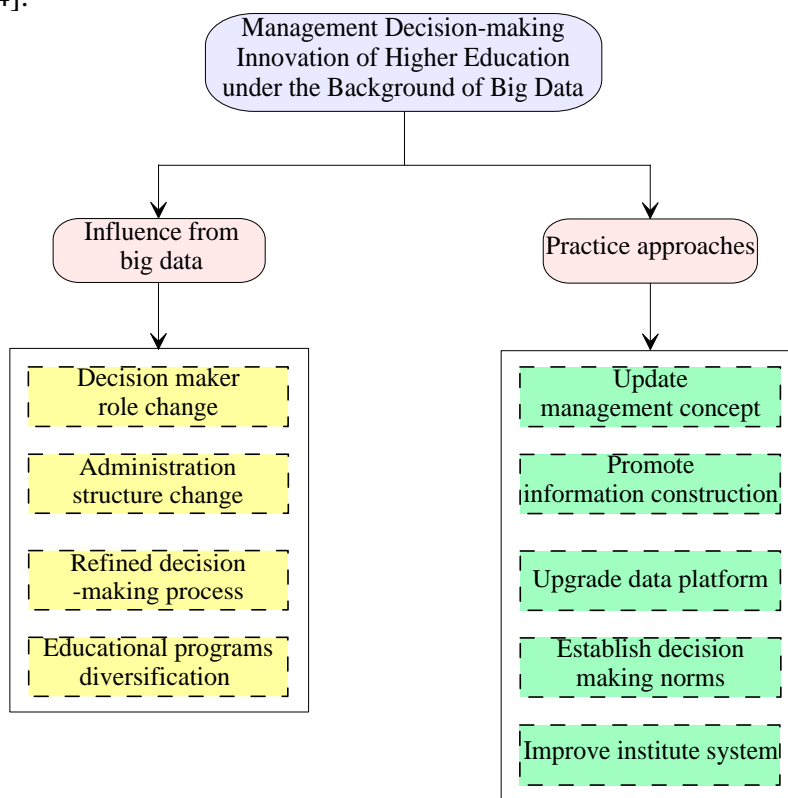 4].
Management Decision-making
Innovation of Higher Education
under the Background of Big Data
Influence from
big data
Practice approaches
Decision maker
role change
Administration
structure change
Refined decision
-making process
Educational programs
diversification
Update
management concept
Promote
information construction
Upgrade data platform
Establish decision
making norms
Improve institute system